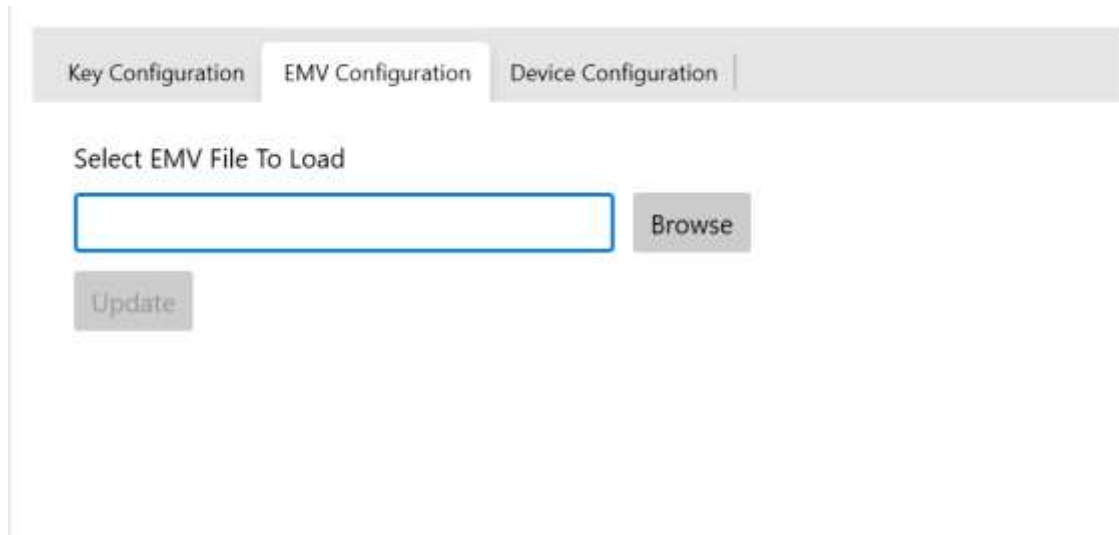 Key Configuration EMV Configuration Device Configuration
Select EMV File To Load
Browse
Update